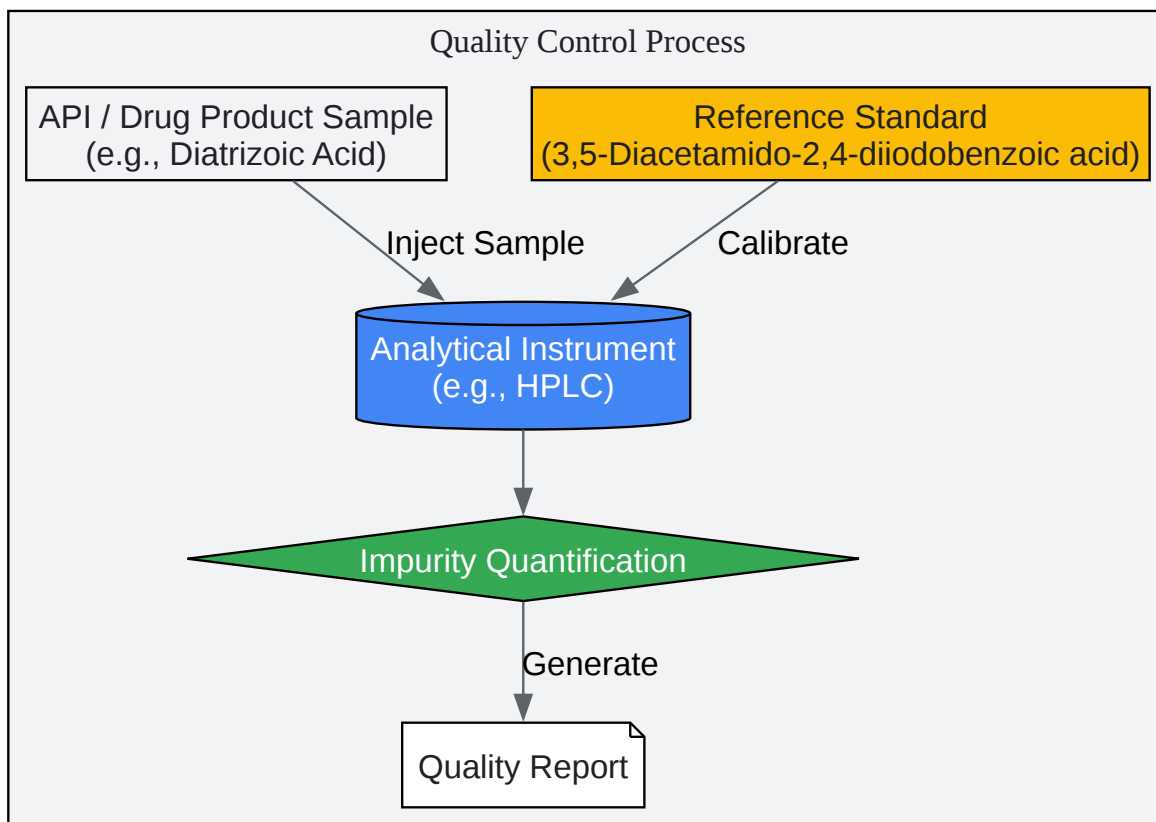 Quality Control Process
API / Drug Product Sample
(e.g., Diatrizoic Acid)
Reference Standard
(3,5-Diacetamido-2,4-diiodobenzoic acid)
Inject Sample
Calibrate
Analytical Instrument
(e.g., HPLC)
Impurity Quantification
Generate
Quality Report